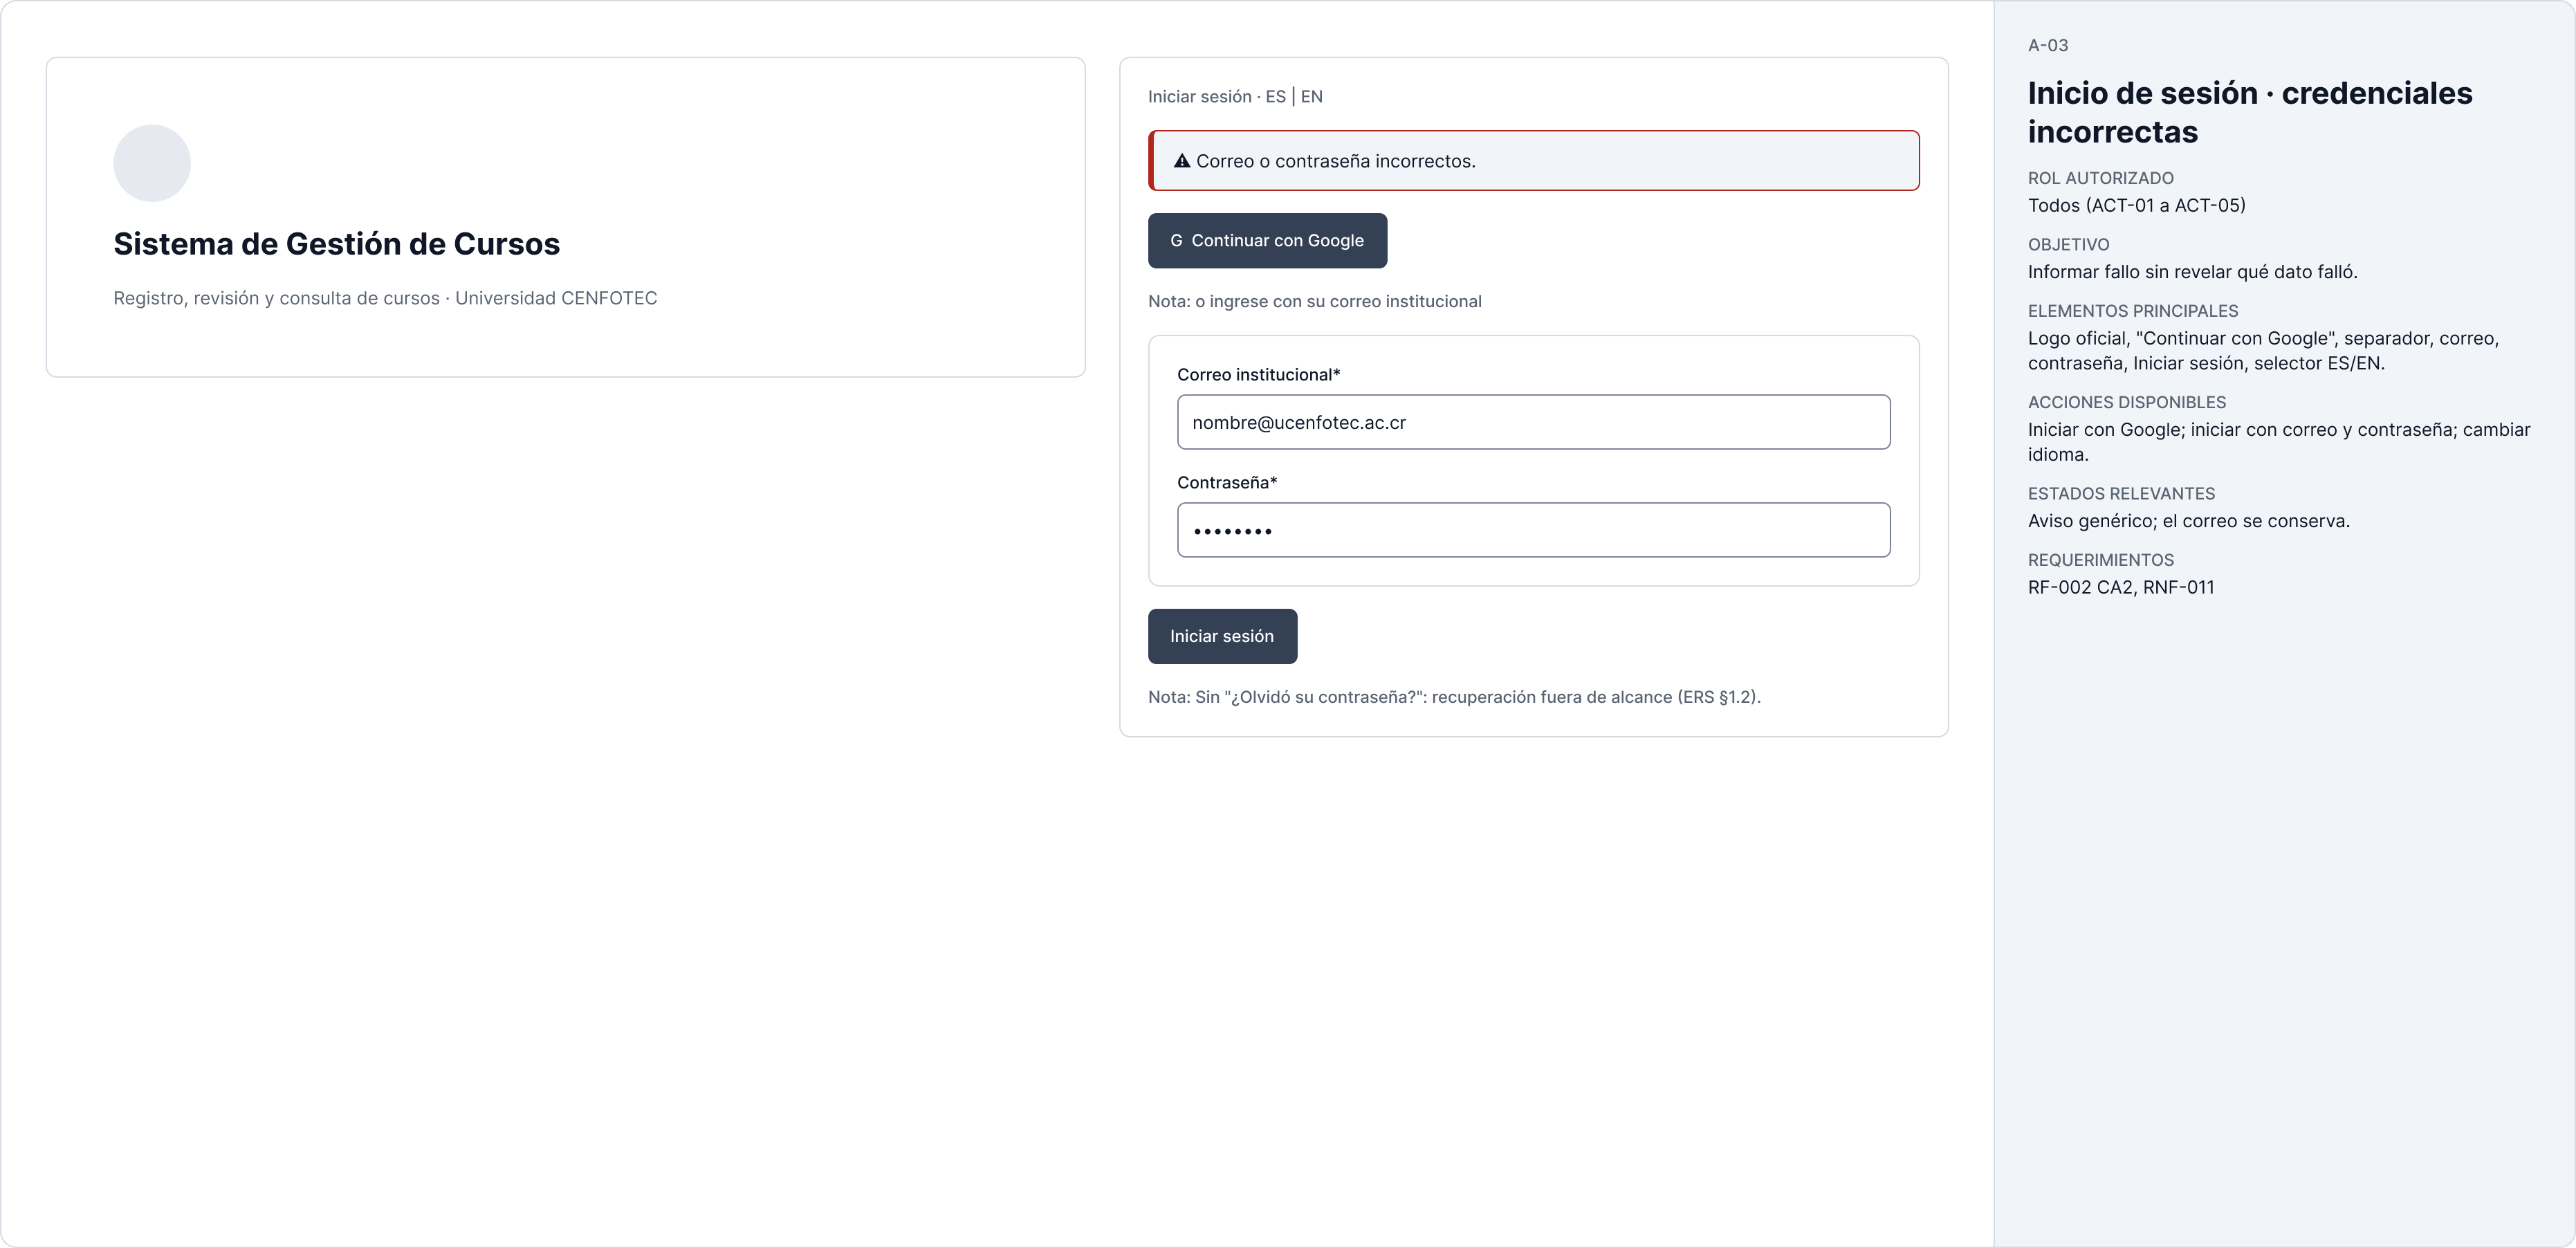 Sistema de Gestión de Cursos
Registro, revisión y consulta de cursos · Universidad CENFOTEC
Iniciar sesión · ES | EN
⚠ Correo o contraseña incorrectos.
G Continuar con Google
Nota: o ingrese con su correo institucional
Correo institucional*
nombre@ucenfotec.ac.cr
Contraseña*
••••••••
Iniciar sesión
Nota: Sin "¿Olvidó su contraseña?": recuperación fuera de alcance (ERS §1.2).
A-03
Inicio de sesión · credenciales
incorrectas
ROL AUTORIZADO
Todos (ACT-01 a ACT-05)
OBJETIVO
Informar fallo sin revelar qué dato falló.
ELEMENTOS PRINCIPALES
Logo oficial, "Continuar con Google", separador, correo,
contraseña, Iniciar sesión, selector ES/EN.
ACCIONES DISPONIBLES
Iniciar con Google; iniciar con correo y contraseña; cambiar
idioma.
ESTADOS RELEVANTES
Aviso genérico; el correo se conserva.
REQUERIMIENTOS
RF-002 CA2, RNF-011